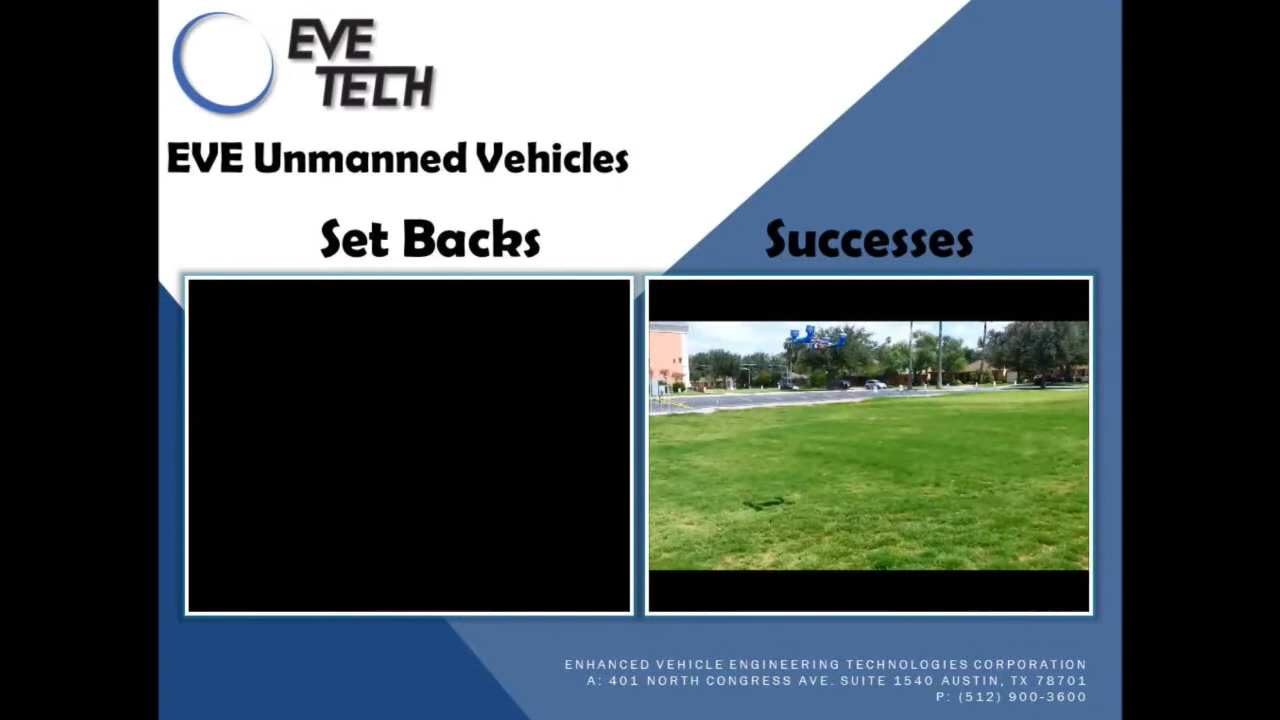 EVE
TECH
EVE Unmanned Vehicles
Set Backs
Successes
ENHANCED VEHICLE ENGINEERING TECHNOLOGIES CORPORATION
A: 401 NORTH CONGRESS AVE. SUITE 1540 AUSTIN, TX 78701
P: (512) 900-3600